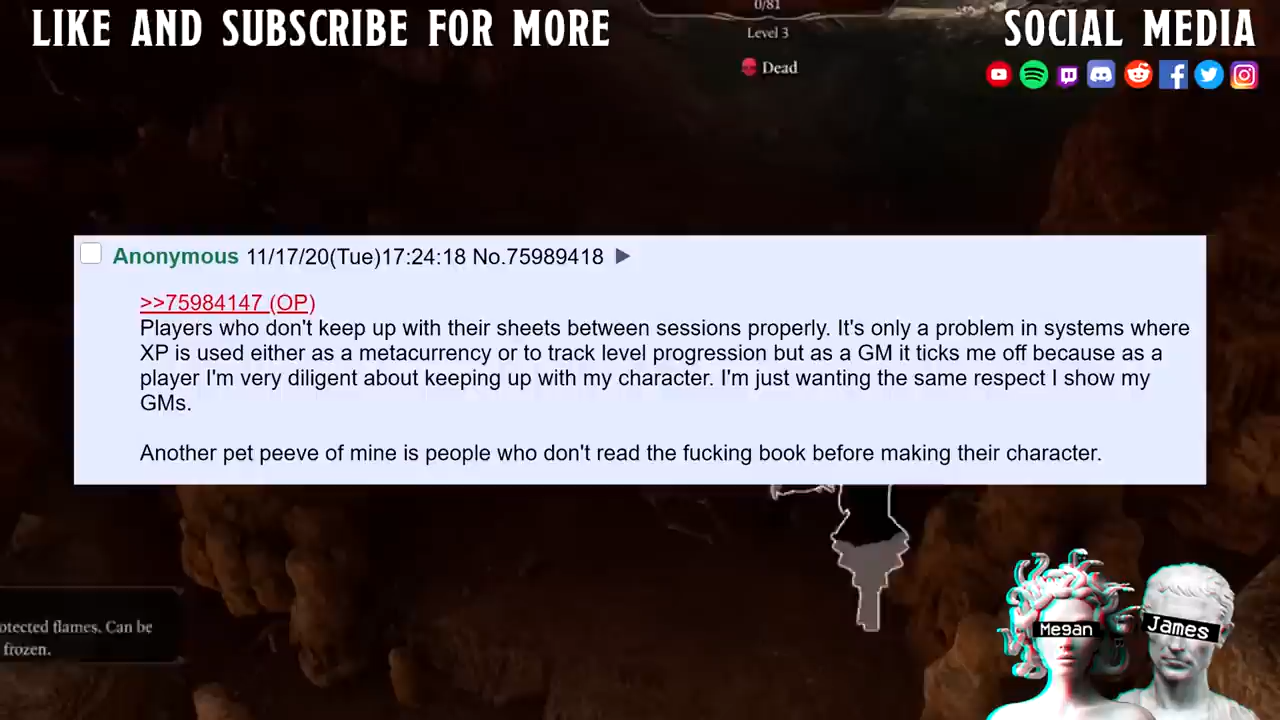 LIKE AND SUBSCRIBE FOR MORE
0/81
SOCIAL MEDIA
Level 3
Dead
Anonymous 11/17/20(Tue)17:24:18 No.75989418
>>75984147 (OP)
Players who don't keep up with their sheets between sessions properly. It's only a problem in systems where
XP is used either as a metacurrency or to track level progression but as a GM it ticks me off because as a
player I'm very diligent about keeping up with my character. I'm just wanting the same respect I show my
GMs.
Another pet peeve of mine is people who don't read the fucking book before making their character.
otected flames. Can be
frozen.
Megan
James